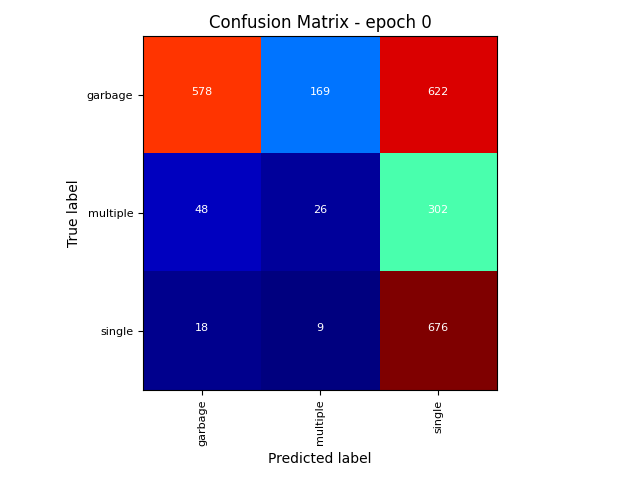 Confusion Matrix - epoch 0
True label
garbage
578 169 622
multiple
48 26 302
single
18 9 676
garbage
multiple
single
Predicted label